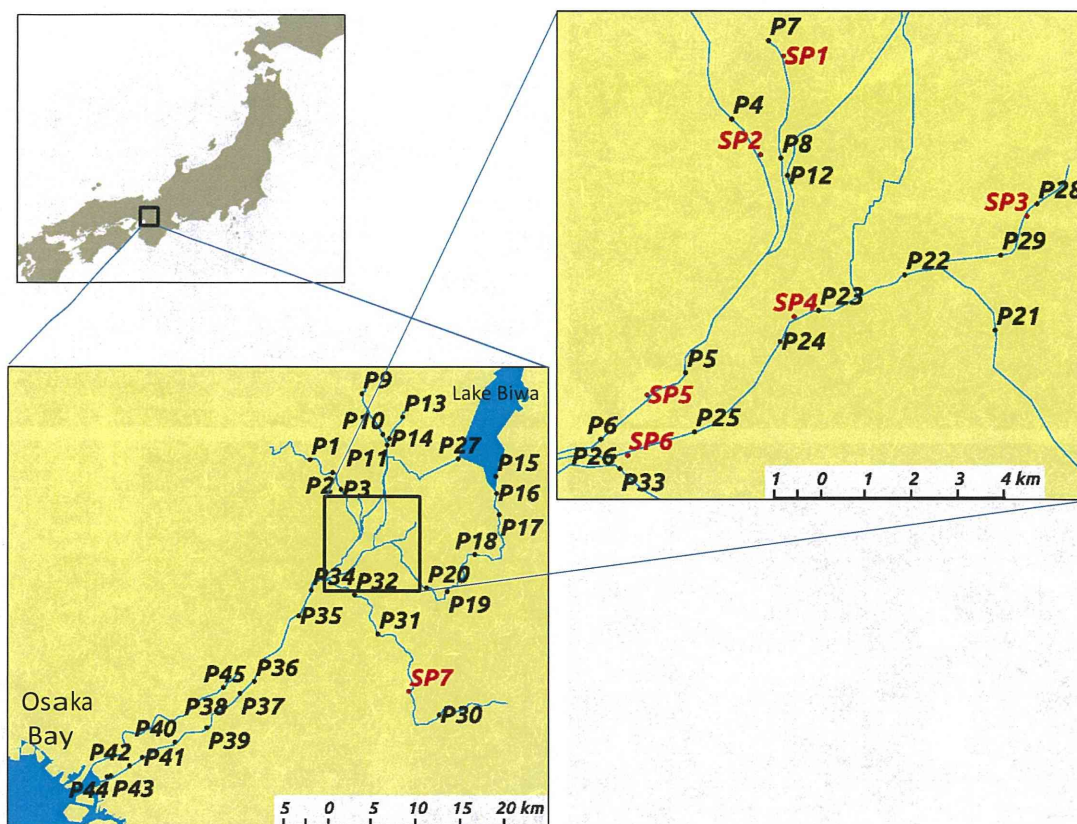 P7
SP1
P4
SP2
P8
P12
SP3
P28
P29
P22
SP4
P23
P21
P24
P5
SP5
P25
P6
SP6
P26
P33
1 0 1 2 3 4 km
P9
Lake Biwa
P13
P10
P14
P1
P11
P27
P2
P3
P15
P16
P17
P18
P34
P32
P20
P19
P35
P31
P36
P45
SP7
Osaka
Bay
P38
P37
P30
P40
P39
P42
P41
P44
P43
5 0 5 10 15 20 km